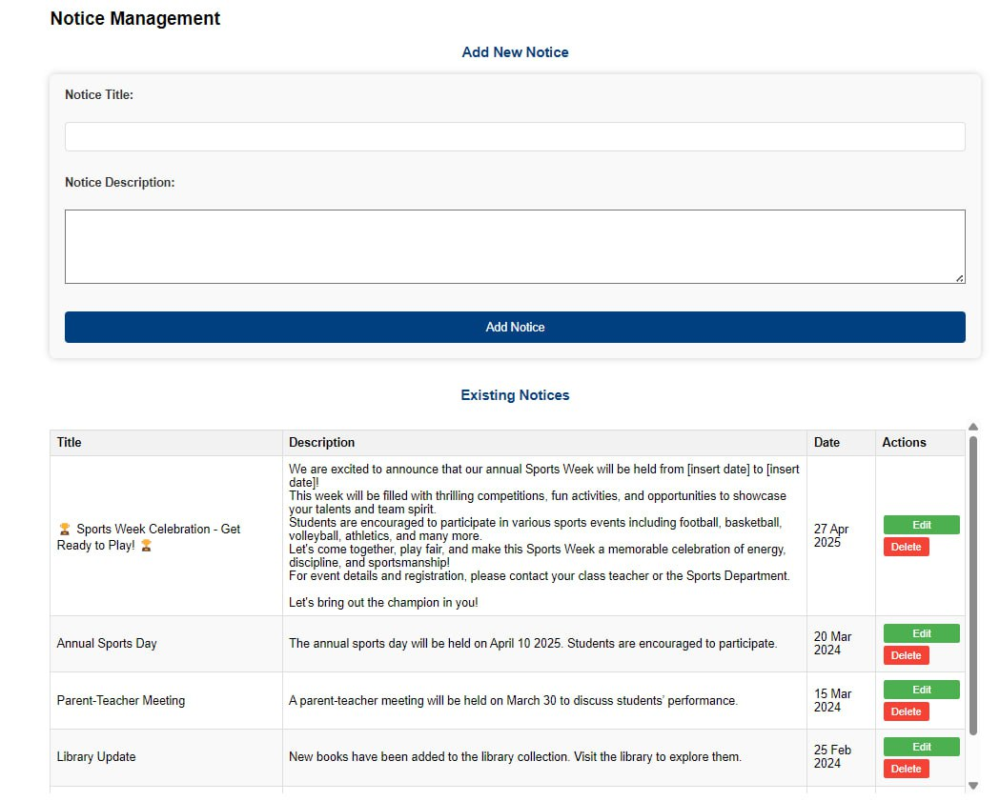 Notice Management
Add New Notice
Notice Title:
Notice Description:
Add Notice
Existing Notices
Title Description Date Actions
🏆 Sports Week Celebration - Get
Ready to Play! 🏆
We are excited to announce that our annual Sports Week will be held from [insert date] to [insert
date]!
This week will be filled with thrilling competitions, fun activities, and opportunities to showcase
your talents and team spirit.
Students are encouraged to participate in various sports events including football, basketball,
volleyball, athletics, and many more.
Let's come together, play fair, and make this Sports Week a memorable celebration of energy,
discipline, and sportsmanship!
For event details and registration, please contact your class teacher or the Sports Department.
Let's bring out the champion in you!
27 Apr
2025
Edit
Delete
Annual Sports Day
The annual sports day will be held on April 10 2025. Students are encouraged to participate.
20 Mar
2024
Edit
Delete
Parent-Teacher Meeting
A parent-teacher meeting will be held on March 30 to discuss students' performance.
15 Mar
2024
Edit
Delete
Library Update
New books have been added to the library collection. Visit the library to explore them.
25 Feb
2024
Edit
Delete